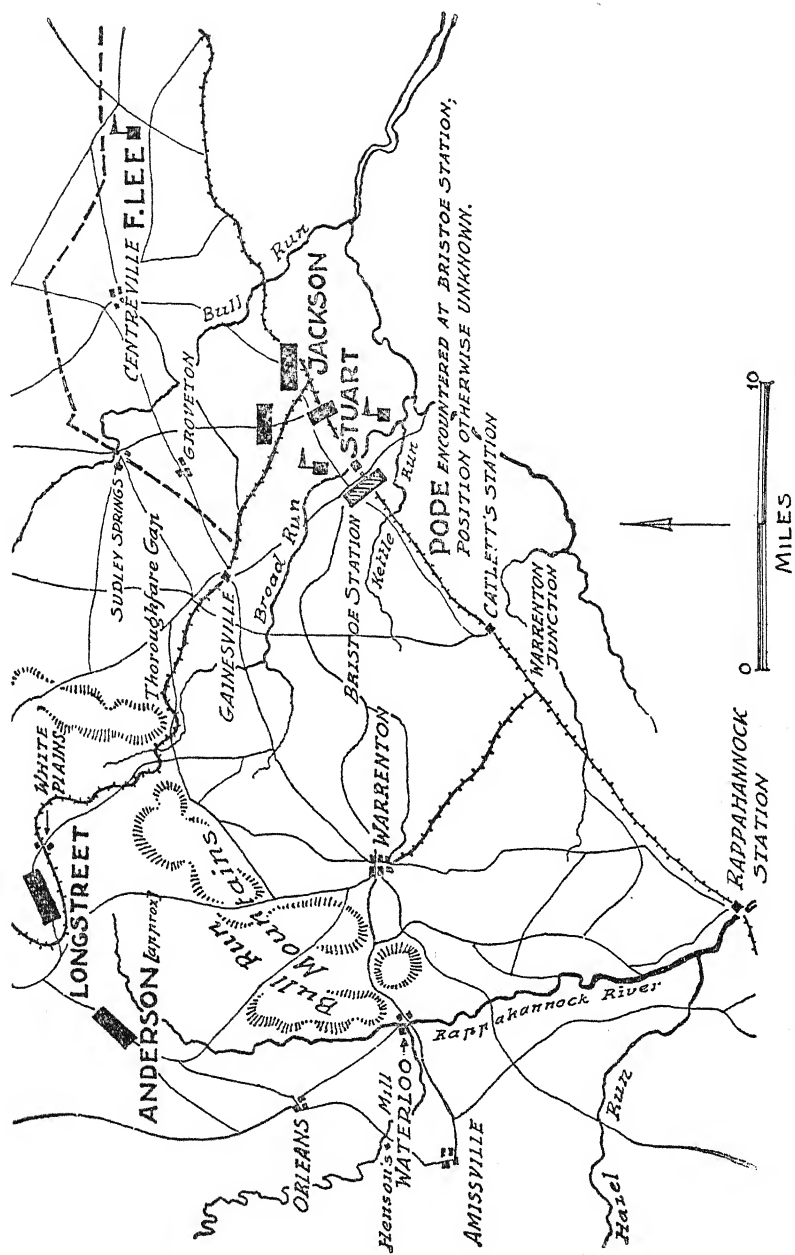 LONGSTREET
WHITE
PLAINS
ANDERSON (approx)
Thoroughfare Gap
SUDLEY SPRINGS
CENTREVILLE
F. LEE
GROVETON
Bull Run
GAINESVILLE
Broad Run
JACKSON
STUART
Bull Run
Mountains
ORLEANS
BRISTOE STATION
Kettle Run
WARRENTON
Henson's Mill
WATERLOO
AMISSVILLE
POPE ENCOUNTERED AT BRISTOE STATION;
POSITION OTHERWISE UNKNOWN.
CATLETT'S STATION
WARRENTON
JUNCTION
Rappahannock River
Hazel Run
RAPPAHANNOCK
STATION
0 10
MILES